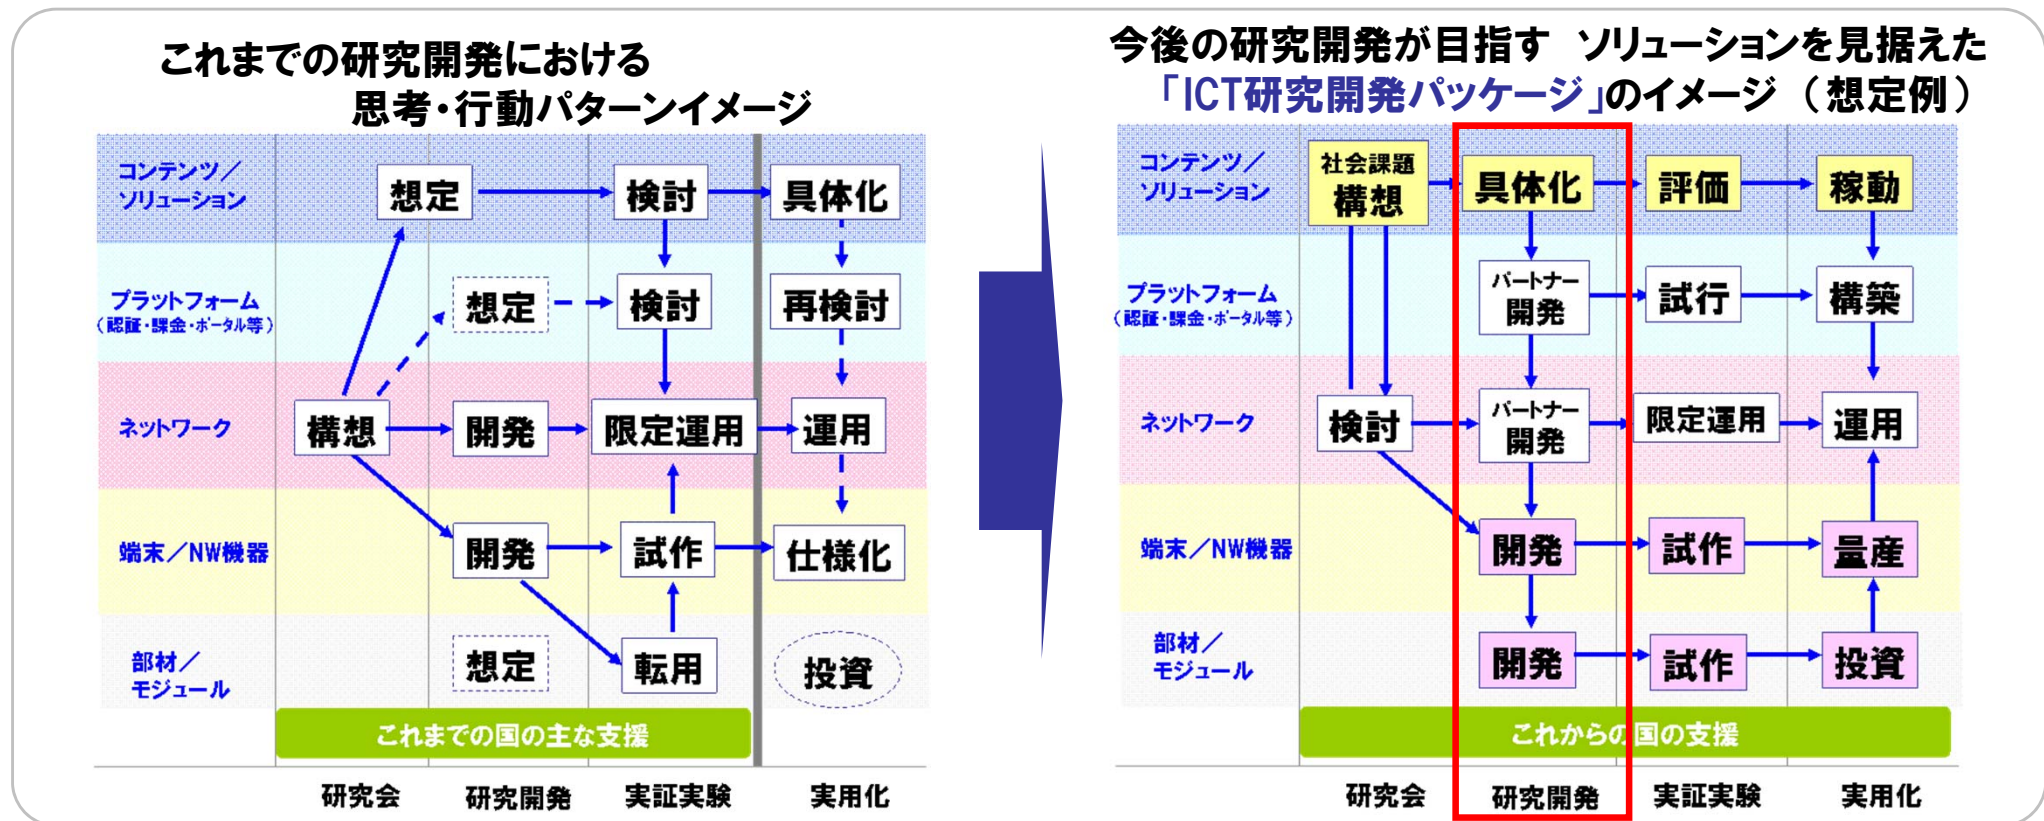 これまでの研究開発における
思考・行動パターンイメージ
コンテンツ／
ソリューション
想定
検討
具体化
プラットフォーム
（認証・課金・ポータル等）
想定
検討
再検討
ネットワーク
構想
開発
限定運用
運用
端末／NW機器
開発
試作
仕様化
部材／
モジュール
想定
転用
投資
これまでの国の主な支援
研究会
研究開発
実証実験
実用化
今後の研究開発が目指す　ソリューションを見据えた
「ICT研究開発パッケージ」のイメージ（想定例）
コンテンツ／
ソリューション
社会課題
構想
具体化
評価
稼動
プラットフォーム
（認証・課金・ポータル等）
パートナー
開発
試行
構築
ネットワーク
検討
パートナー
開発
限定運用
運用
端末／NW機器
開発
試作
量産
部材／
モジュール
開発
試作
投資
これからの国の支援
研究会
研究開発
実証実験
実用化